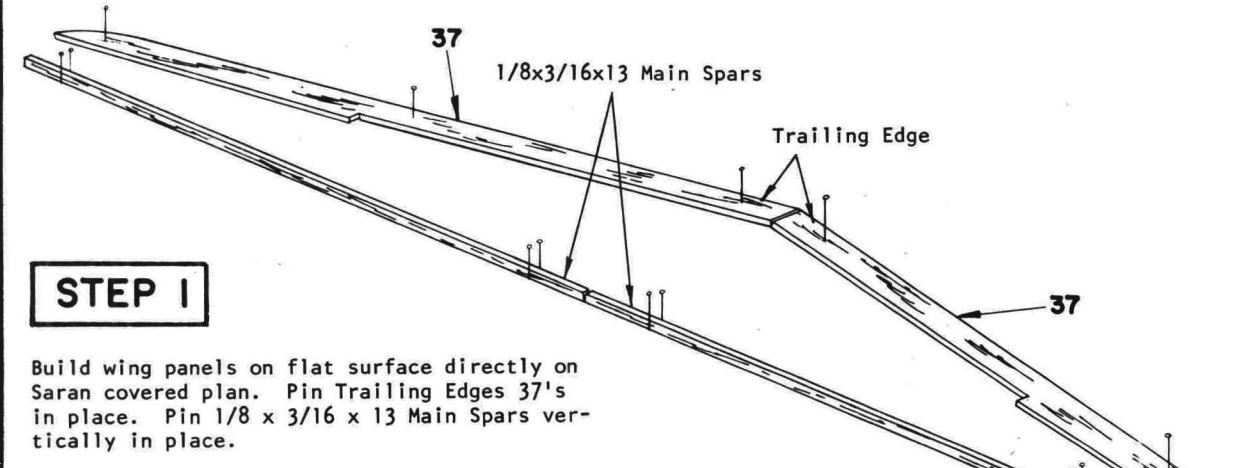 37
1/8x3/16x13 Main Spars
Trailing Edge
STEP 1
37
Build wing panels on flat surface directly on
Saran covered plan. Pin Trailing Edges 37's
in place. Pin 1/8 x 3/16 x 13 Main Spars ver-
tically in place.